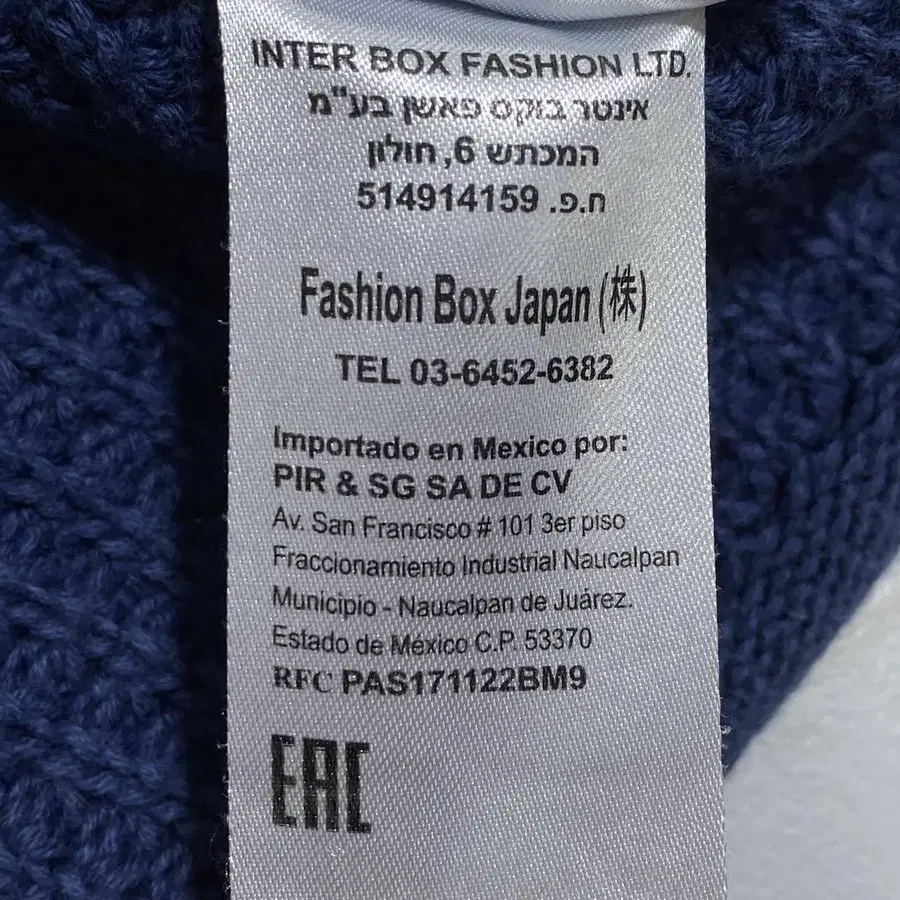 INTER BOX FASHION LTD.
אינטר בוקס פאשן בע"מ
המכתש 6, חולון
ח.פ. 514914159
Fashion Box Japan (株)
TEL 03-6452-6382
Importado en Mexico por:
PIR & SG SA DE CV
Av. San Francisco # 101 3er piso
Fraccionamiento Industrial Naucalpan
Municipio - Naucalpan de Juárez.
Estado de México C.P. 53370
RFC PAS171122BM9
EAC